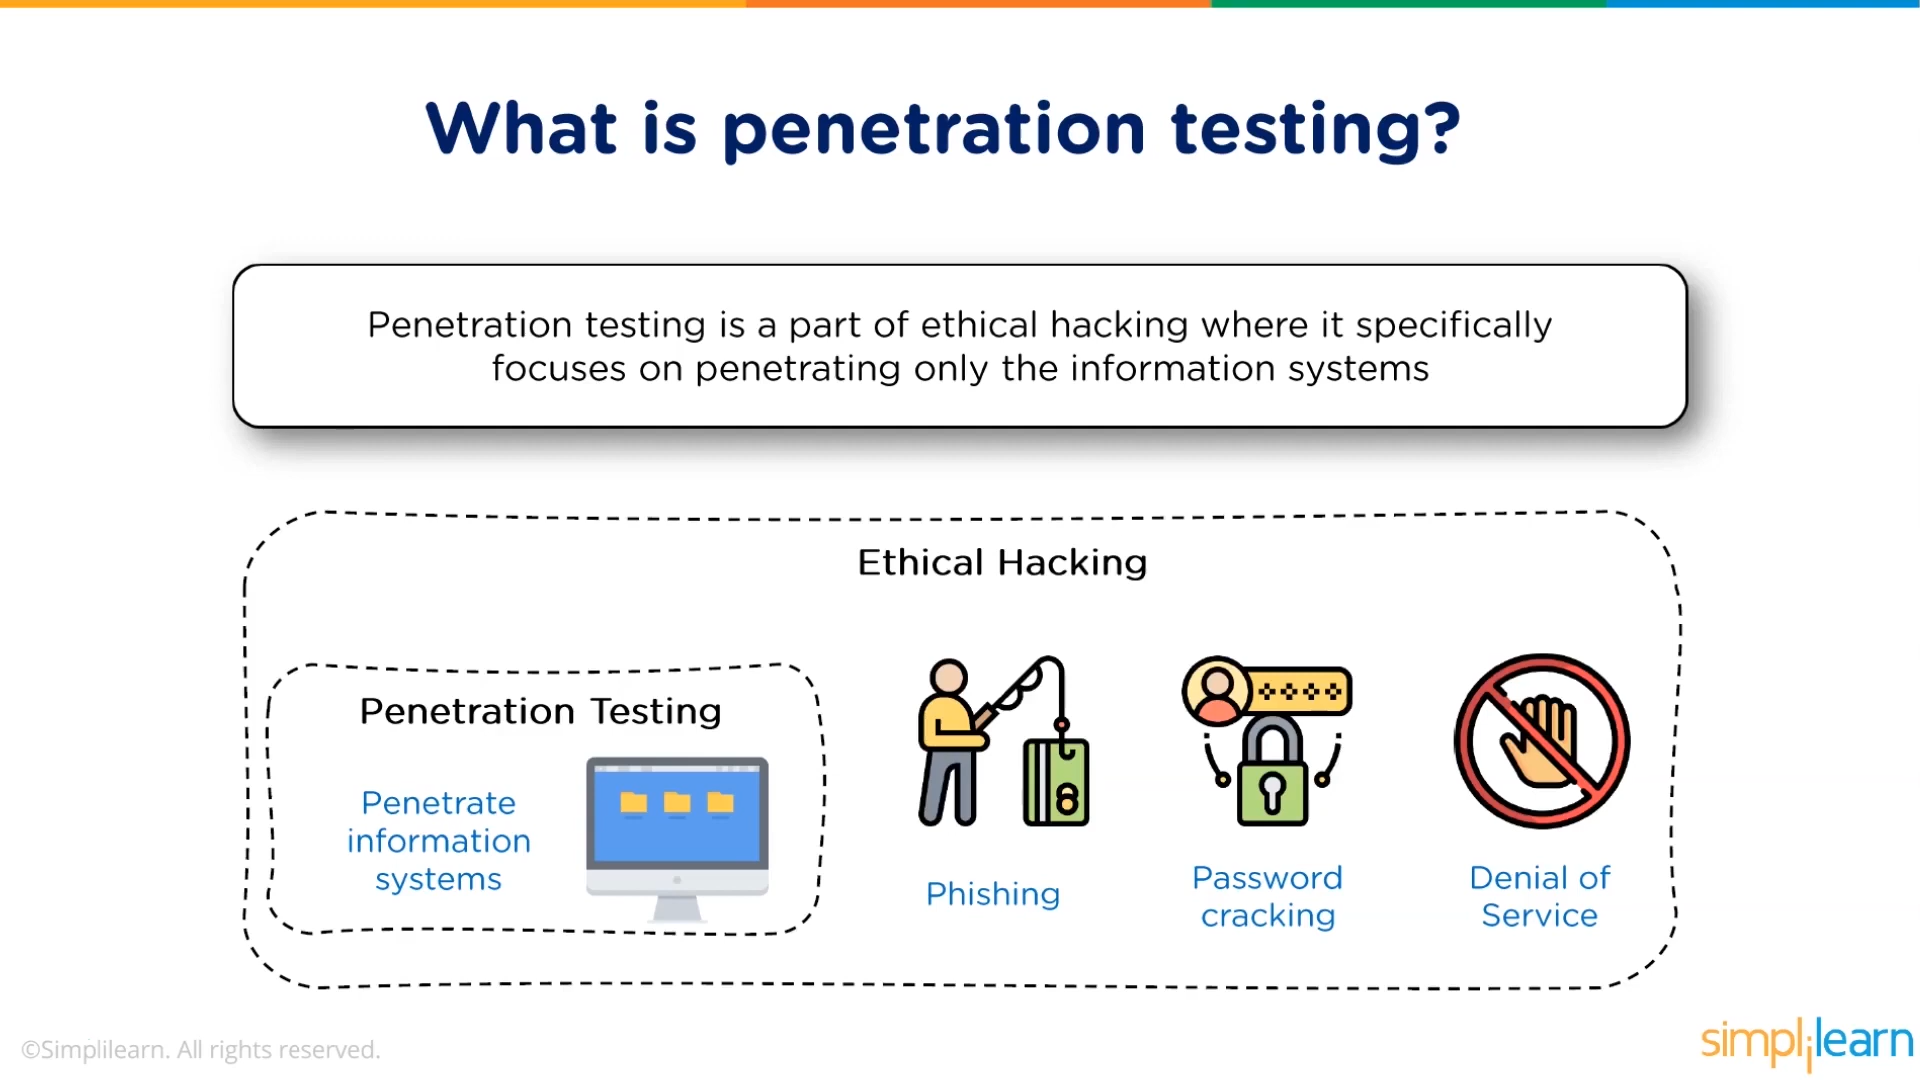 What is penetration testing?
Penetration testing is a part of ethical hacking where it specifically
focuses on penetrating only the information systems
Ethical Hacking
Penetration Testing
Penetrate
information
systems
Phishing
Password
cracking
Denial of
Service
©Simplilearn. All rights reserved.
simplilearn